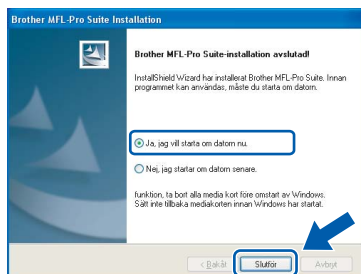 Brother MFL-Pro Suite Installation
Brother MFL-Pro Suite-installation avslutad!
InstallShield Wizard har installerat Brother MFL-Pro Suite. Innan
programmet kan användas, måste du starta om datorn.
Ja, jag vill starta om datorn nu.
Nej, jag startar om datorn senare.
funktion, ta bort alla media kort före omstart av Windows.
Sätt inte tillbaka mediakorten innan Windows har startat.
< Bakåt
Slutför
Avbryt